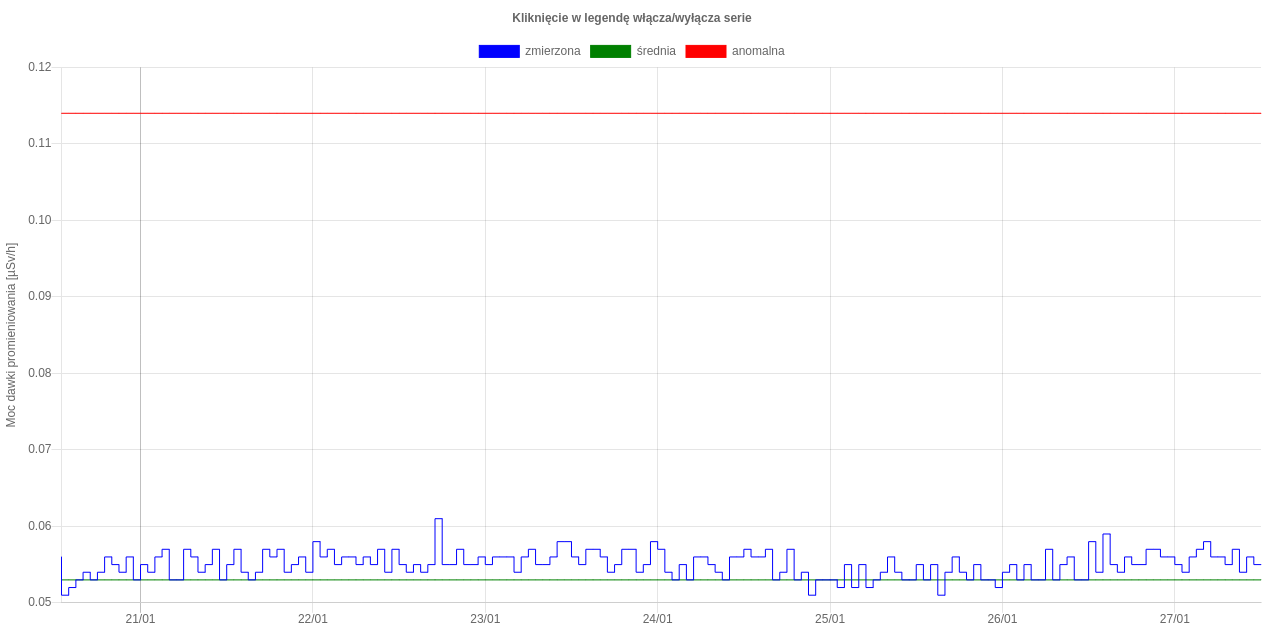 Kliknięcie w legendę włącza/wyłącza serie
zmierzona średnia anomalna
0.12
0.11
0.10
0.09
0.08
0.07
0.06
0.05
Moc dawki promieniowania [µSv/h]
21/01 22/01 23/01 24/01 25/01 26/01 27/01